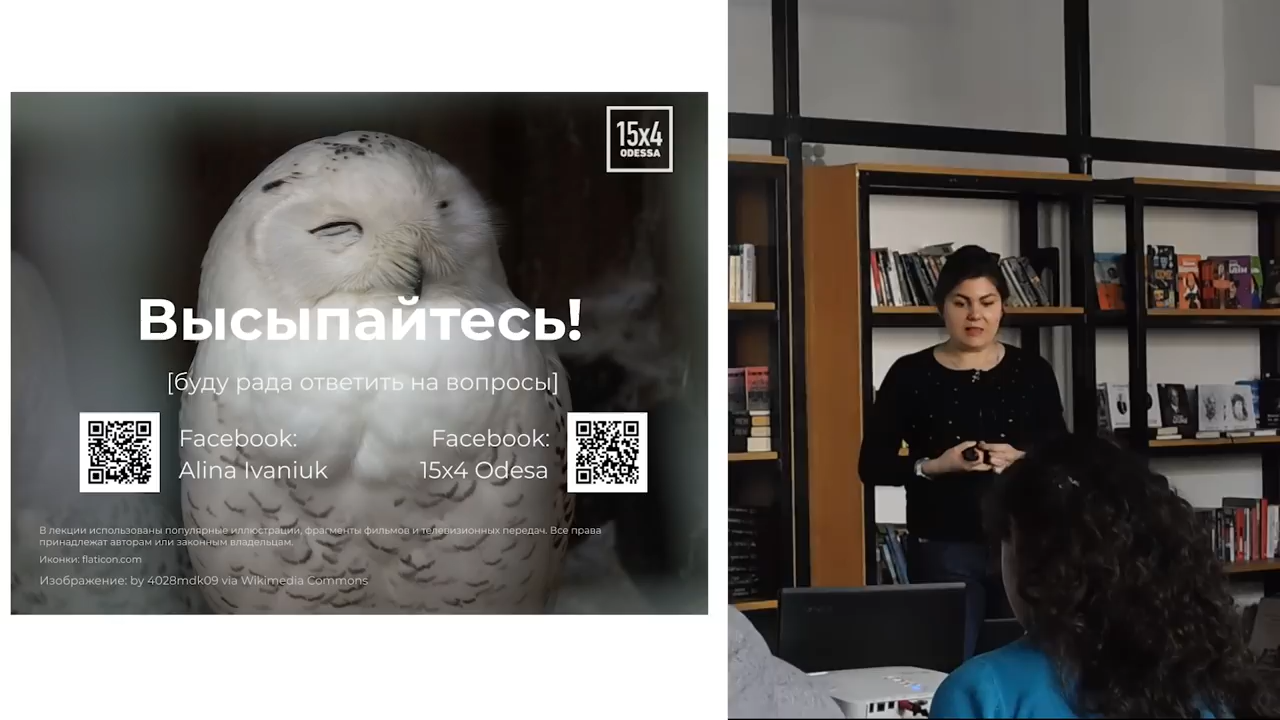 15x4
ODESSA
Высыпайтесь!
[буду рада ответить на вопросы]
Facebook:
Alina Ivaniuk
Facebook:
15x4 Odesa
В лекции использованы популярные иллюстрации, фрагменты фильмов и телевизионных передач. Все права
принадлежат авторам или законным владельцам.
Иконки: flaticon.com
Изображение: by 4028mdk09 via Wikimedia Commons